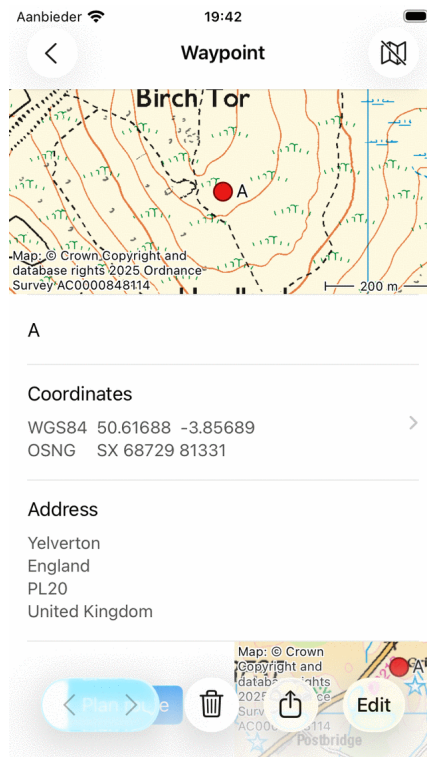 Aanbieder
19:42
Waypoint
Birch Tor
A
Map: © Crown Copyright and
database rights 2025 Ordnance
Survey AC0000848114
200 m
A
Coordinates
WGS84 50.61688 -3.85689
OSNG SX 68729 81331
Address
Yelverton
England
PL20
United Kingdom
Map: © Crown
Copyright and
A
Postbridge
Edit